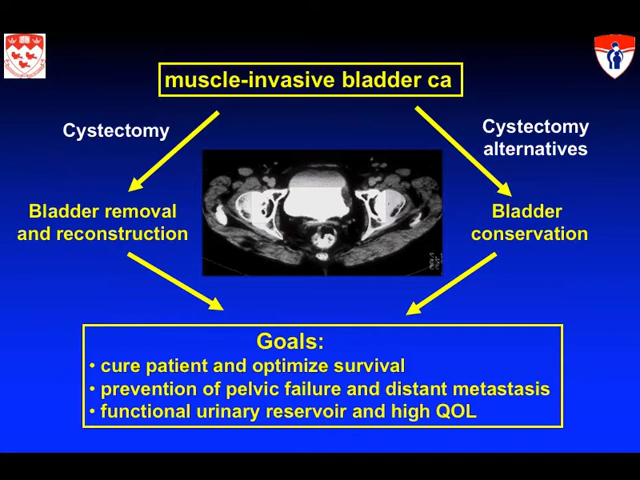 muscle-invasive bladder ca
Cystectomy
Cystectomy
alternatives
Bladder removal
and reconstruction
Bladder
conservation
Goals:
• cure patient and optimize survival
• prevention of pelvic failure and distant metastasis
• functional urinary reservoir and high QOL